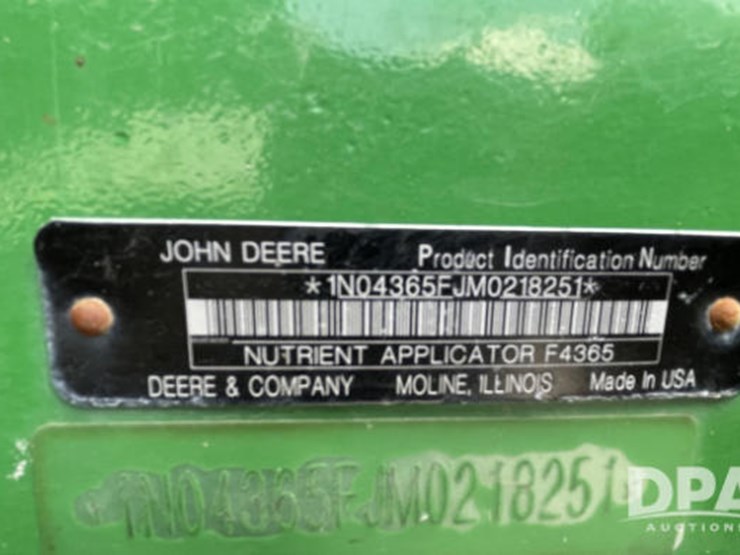 JOHN DEERE Product Identification Number
*1N04365FJM0218251*
NUTRIENT APPLICATOR F4365
DEERE & COMPANY MOLINE, ILLINOIS Made In USA
1N04365FJM0218251
DPA
AUCTIONS